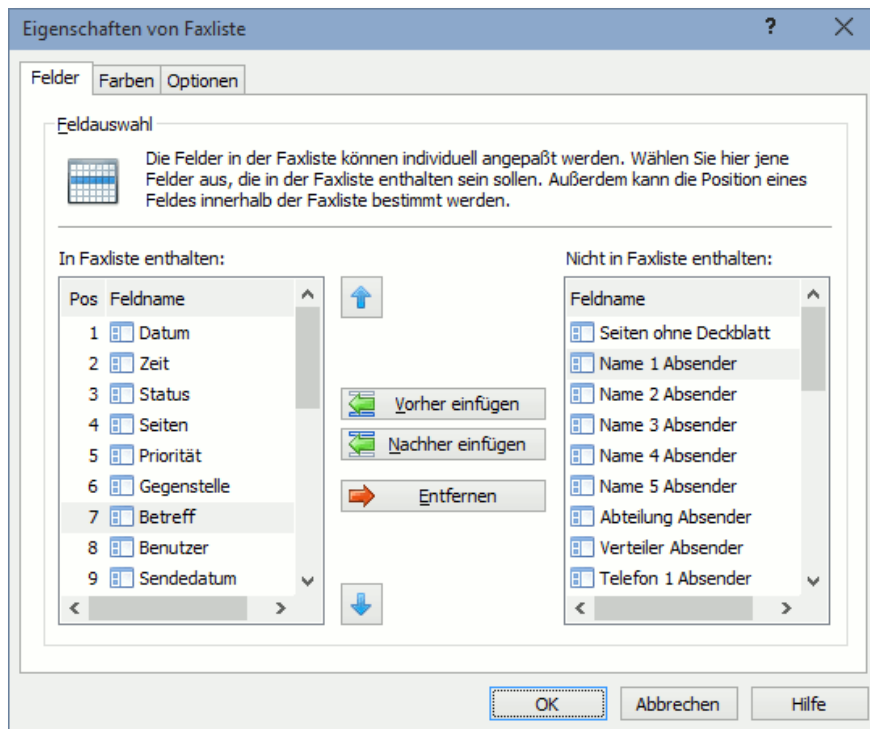 Eigenschaften von Faxliste ?
Felder Farben Optionen
Feldauswahl
Die Felder in der Faxliste können individuell angepaßt werden. Wählen Sie hier jene
Felder aus, die in der Faxliste enthalten sein sollen. Außerdem kann die Position eines
Feldes innerhalb der Faxliste bestimmt werden.
In Faxliste enthalten:
Pos Feldname
1 Datum
2 Zeit
3 Status
4 Seiten
5 Priorität
6 Gegenstelle
7 Betreff
8 Benutzer
9 Sendedatum
Vorher einfügen
Nachher einfügen
Entfernen
Nicht in Faxliste enthalten:
Feldname
Seiten ohne Deckblatt
Name 1 Absender
Name 2 Absender
Name 3 Absender
Name 4 Absender
Name 5 Absender
Abteilung Absender
Verteiler Absender
Telefon 1 Absender
OK Abbrechen Hilfe